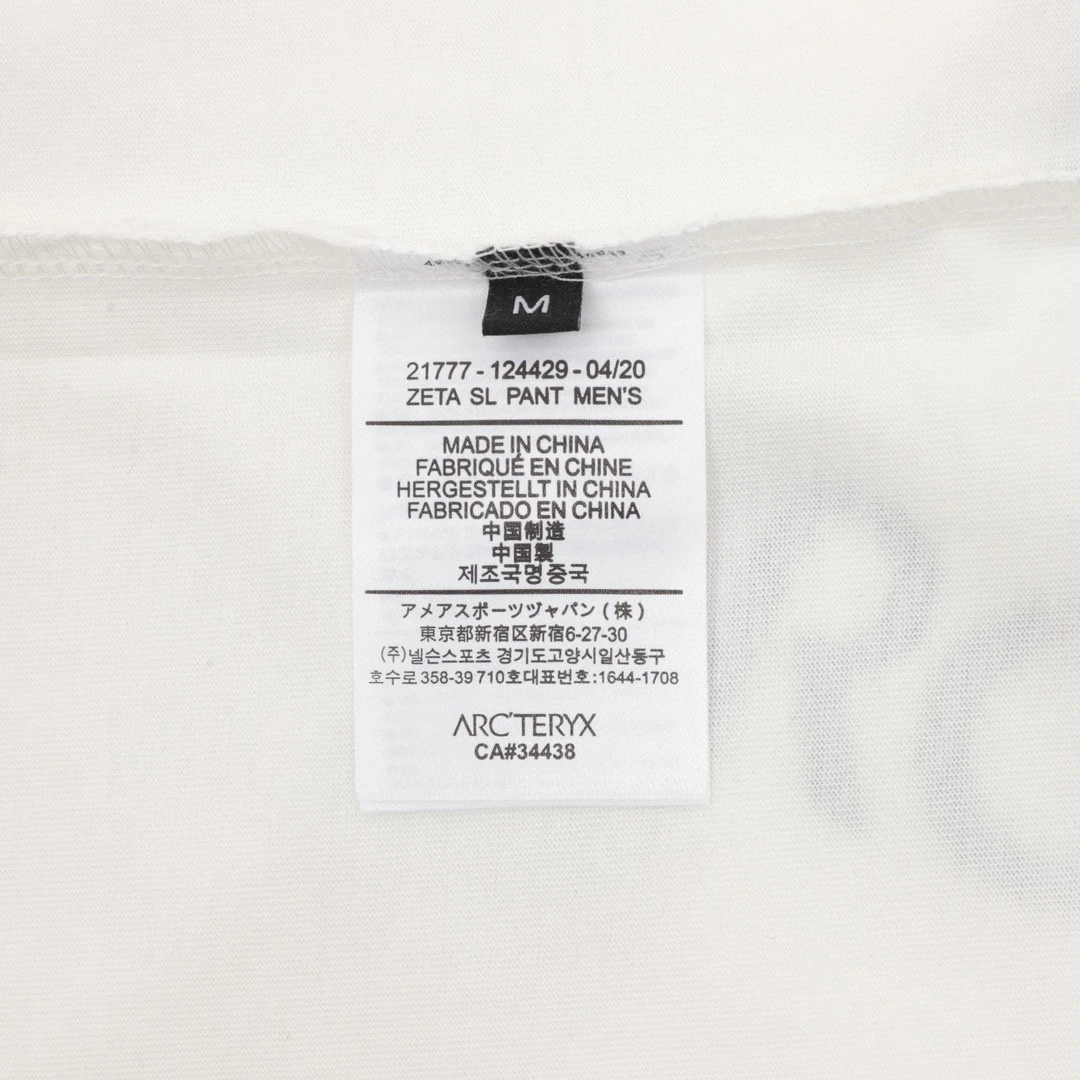 M
21777 - 124429 - 04/20
ZETA SL PANT MEN'S
MADE IN CHINA
FABRIQUÉ EN CHINE
HERGESTELLT IN CHINA
FABRICADO EN CHINA
中国制造
中国製
제조국명중국
アメアスポーツヅャパン (株)
東京都新宿区新宿6-27-30
(주)넬슨스포츠 경기도고양시일산동구
호수로 358-39 710호대표번호:1644-1708
ARC'TERYX
CA#34438